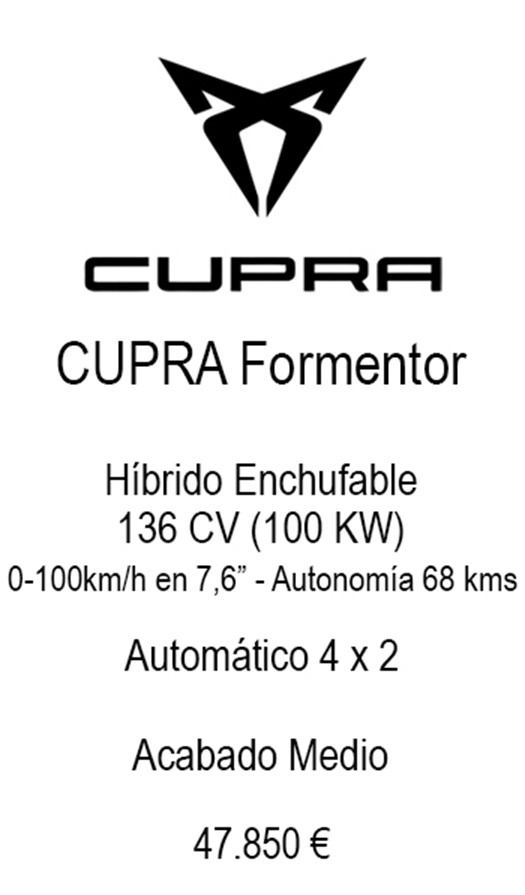 CUPRA
CUPRA Formentor
Híbrido Enchufable
136 CV (100 KW)
0-100km/h en 7,6” - Autonomía 68 kms
Automático 4 x 2
Acabado Medio
47.850 €